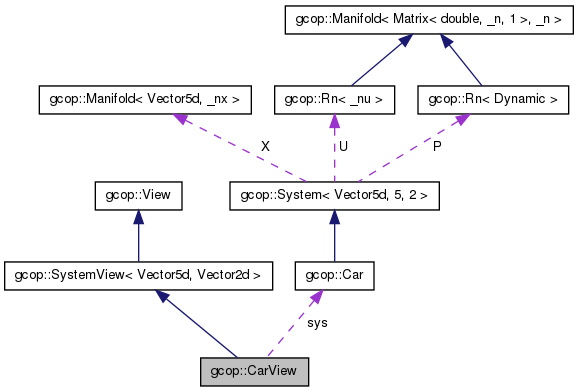 gcop::Manifold< Matrix< double, _n, 1 >, _n >
gcop::Manifold< Vector5d, _nx >
gcop::Rn< _nu >
gcop::Rn< Dynamic >
X
U
P
gcop::View
gcop::System< Vector5d, 5, 2 >
gcop::SystemView< Vector5d, Vector2d >
gcop::Car
sys
gcop::CarView